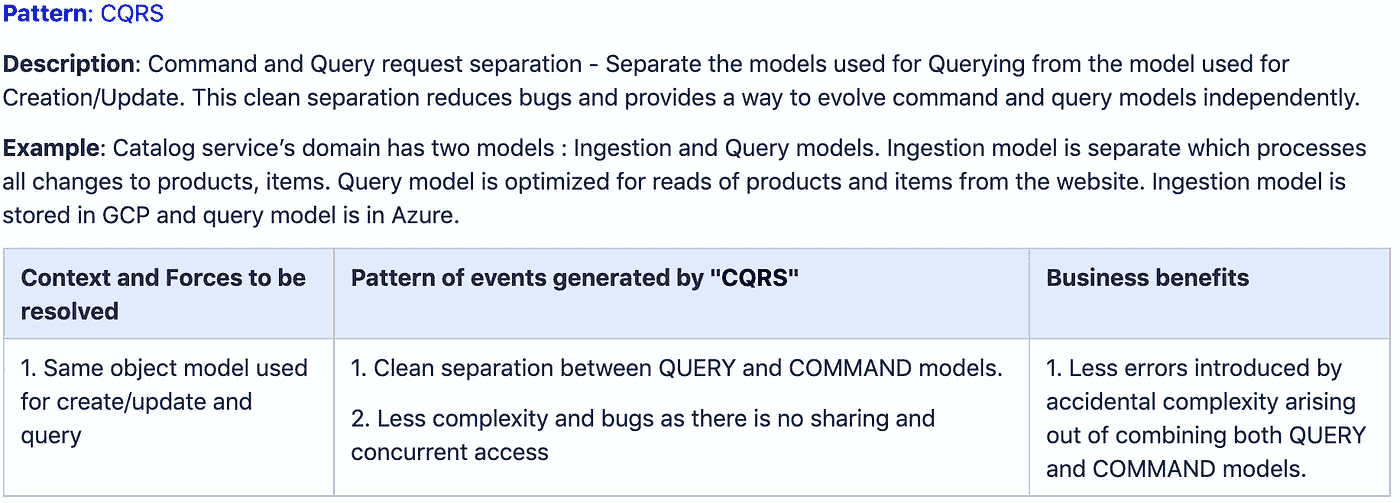 Pattern: CQRS
Description: Command and Query request separation - Separate the models used for Querying from the model used for
Creation/Update. This clean separation reduces bugs and provides a way to evolve command and query models independently.
Example: Catalog service’s domain has two models : Ingestion and Query models. Ingestion model is separate which processes
all changes to products, items. Query model is optimized for reads of products and items from the website. Ingestion model is
stored in GCP and query model is in Azure.
Context and Forces to be
resolved
Pattern of events generated by "CQRS"
Business benefits
1. Same object model used
for create/update and
query
1. Clean separation between QUERY and COMMAND models.
2. Less complexity and bugs as there is no sharing and
concurrent access
1. Less errors introduced by
accidental complexity arising
out of combining both QUERY
and COMMAND models.